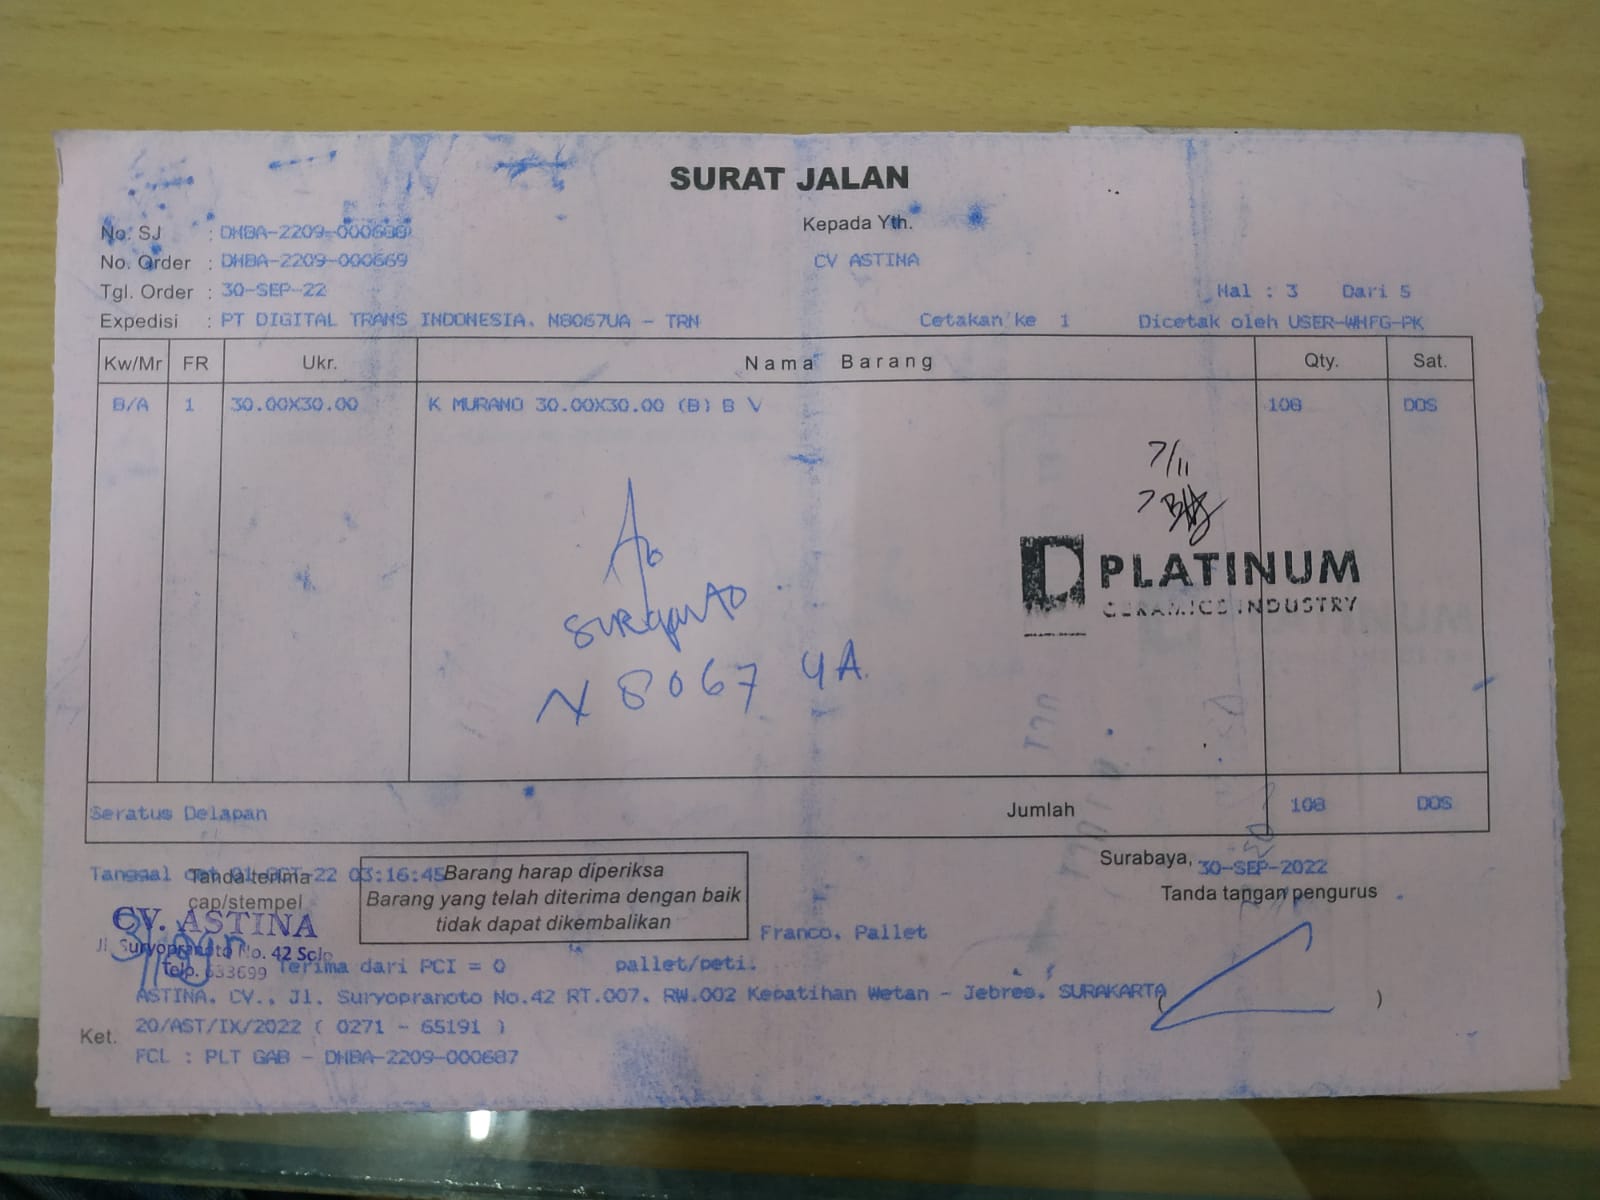 SURAT JALAN
No. SJ : DHBA-2209-000688
Kepada Yth.
No. Order : DHBA-2209-000669
CV ASTINA
Tgl. Order : 30-SEP-22
Hal : 3 Dari 5
Expedisi : PT DIGITAL TRANS INDONESIA. N8067UA - TRN
Cetakan ke 1 Dicetak oleh USER-WHFG-PK
Kw/Mr FR Ukr. Nama Barang Qty. Sat.
B/A 1 30.00X30.00 K MURANO 30.00X30.00 (B) B V 108 DOS
7/11
PLATINUM
CERAMICS INDUSTRY
N 8067 UA.
Seratus Delapan Jumlah 108 DOS
Tanggal cet 01-OCT-22 03:16:45
Tanda terima
cap/stempel
Barang harap diperiksa
Barang yang telah diterima dengan baik
tidak dapat dikembalikan
Surabaya, 30-SEP-2022
Tanda tangan pengurus
CV. ASTINA
Jl. Suryopranoto No. 42 Solo
Telp. 633699
Franco. Pallet
Terima dari PCI = 0 pallet/peti.
ASTINA. CV., Jl. Suryopranoto No.42 RT.007. RW.002 Kepatihan Wetan - Jebres. SURAKARTA
( )
Ket. 20/AST/IX/2022 ( 0271 - 65191 )
FCL : PLT GAB - DHBA-2209-000687